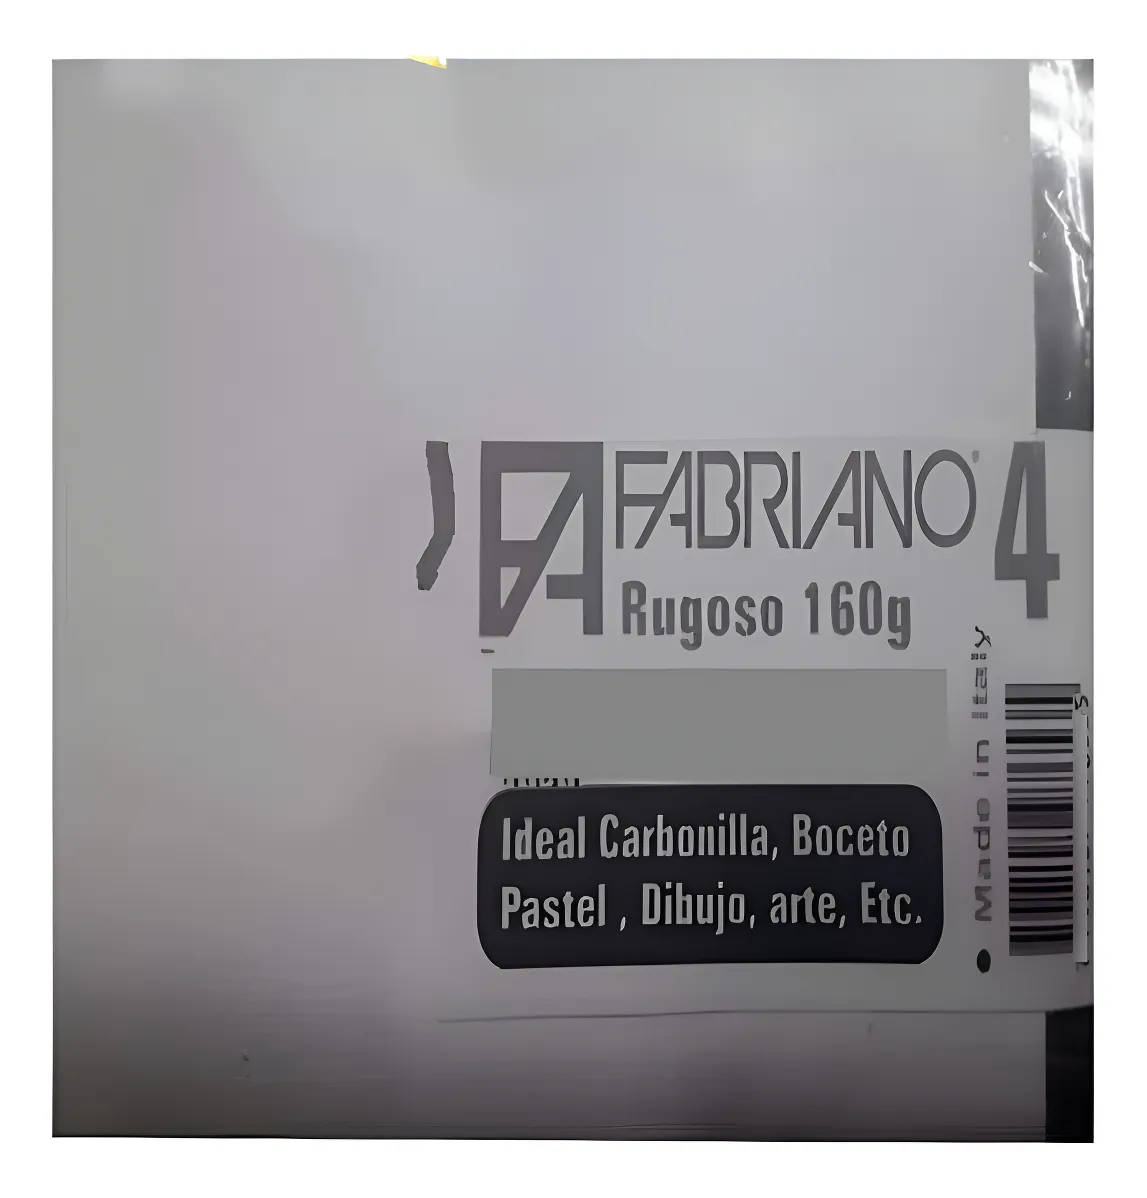 FABRIANO 4
Rugoso 160g
Ideal Carbonilla, Boceto
Pastel , Dibujo, arte, Etc.
Made in Italy